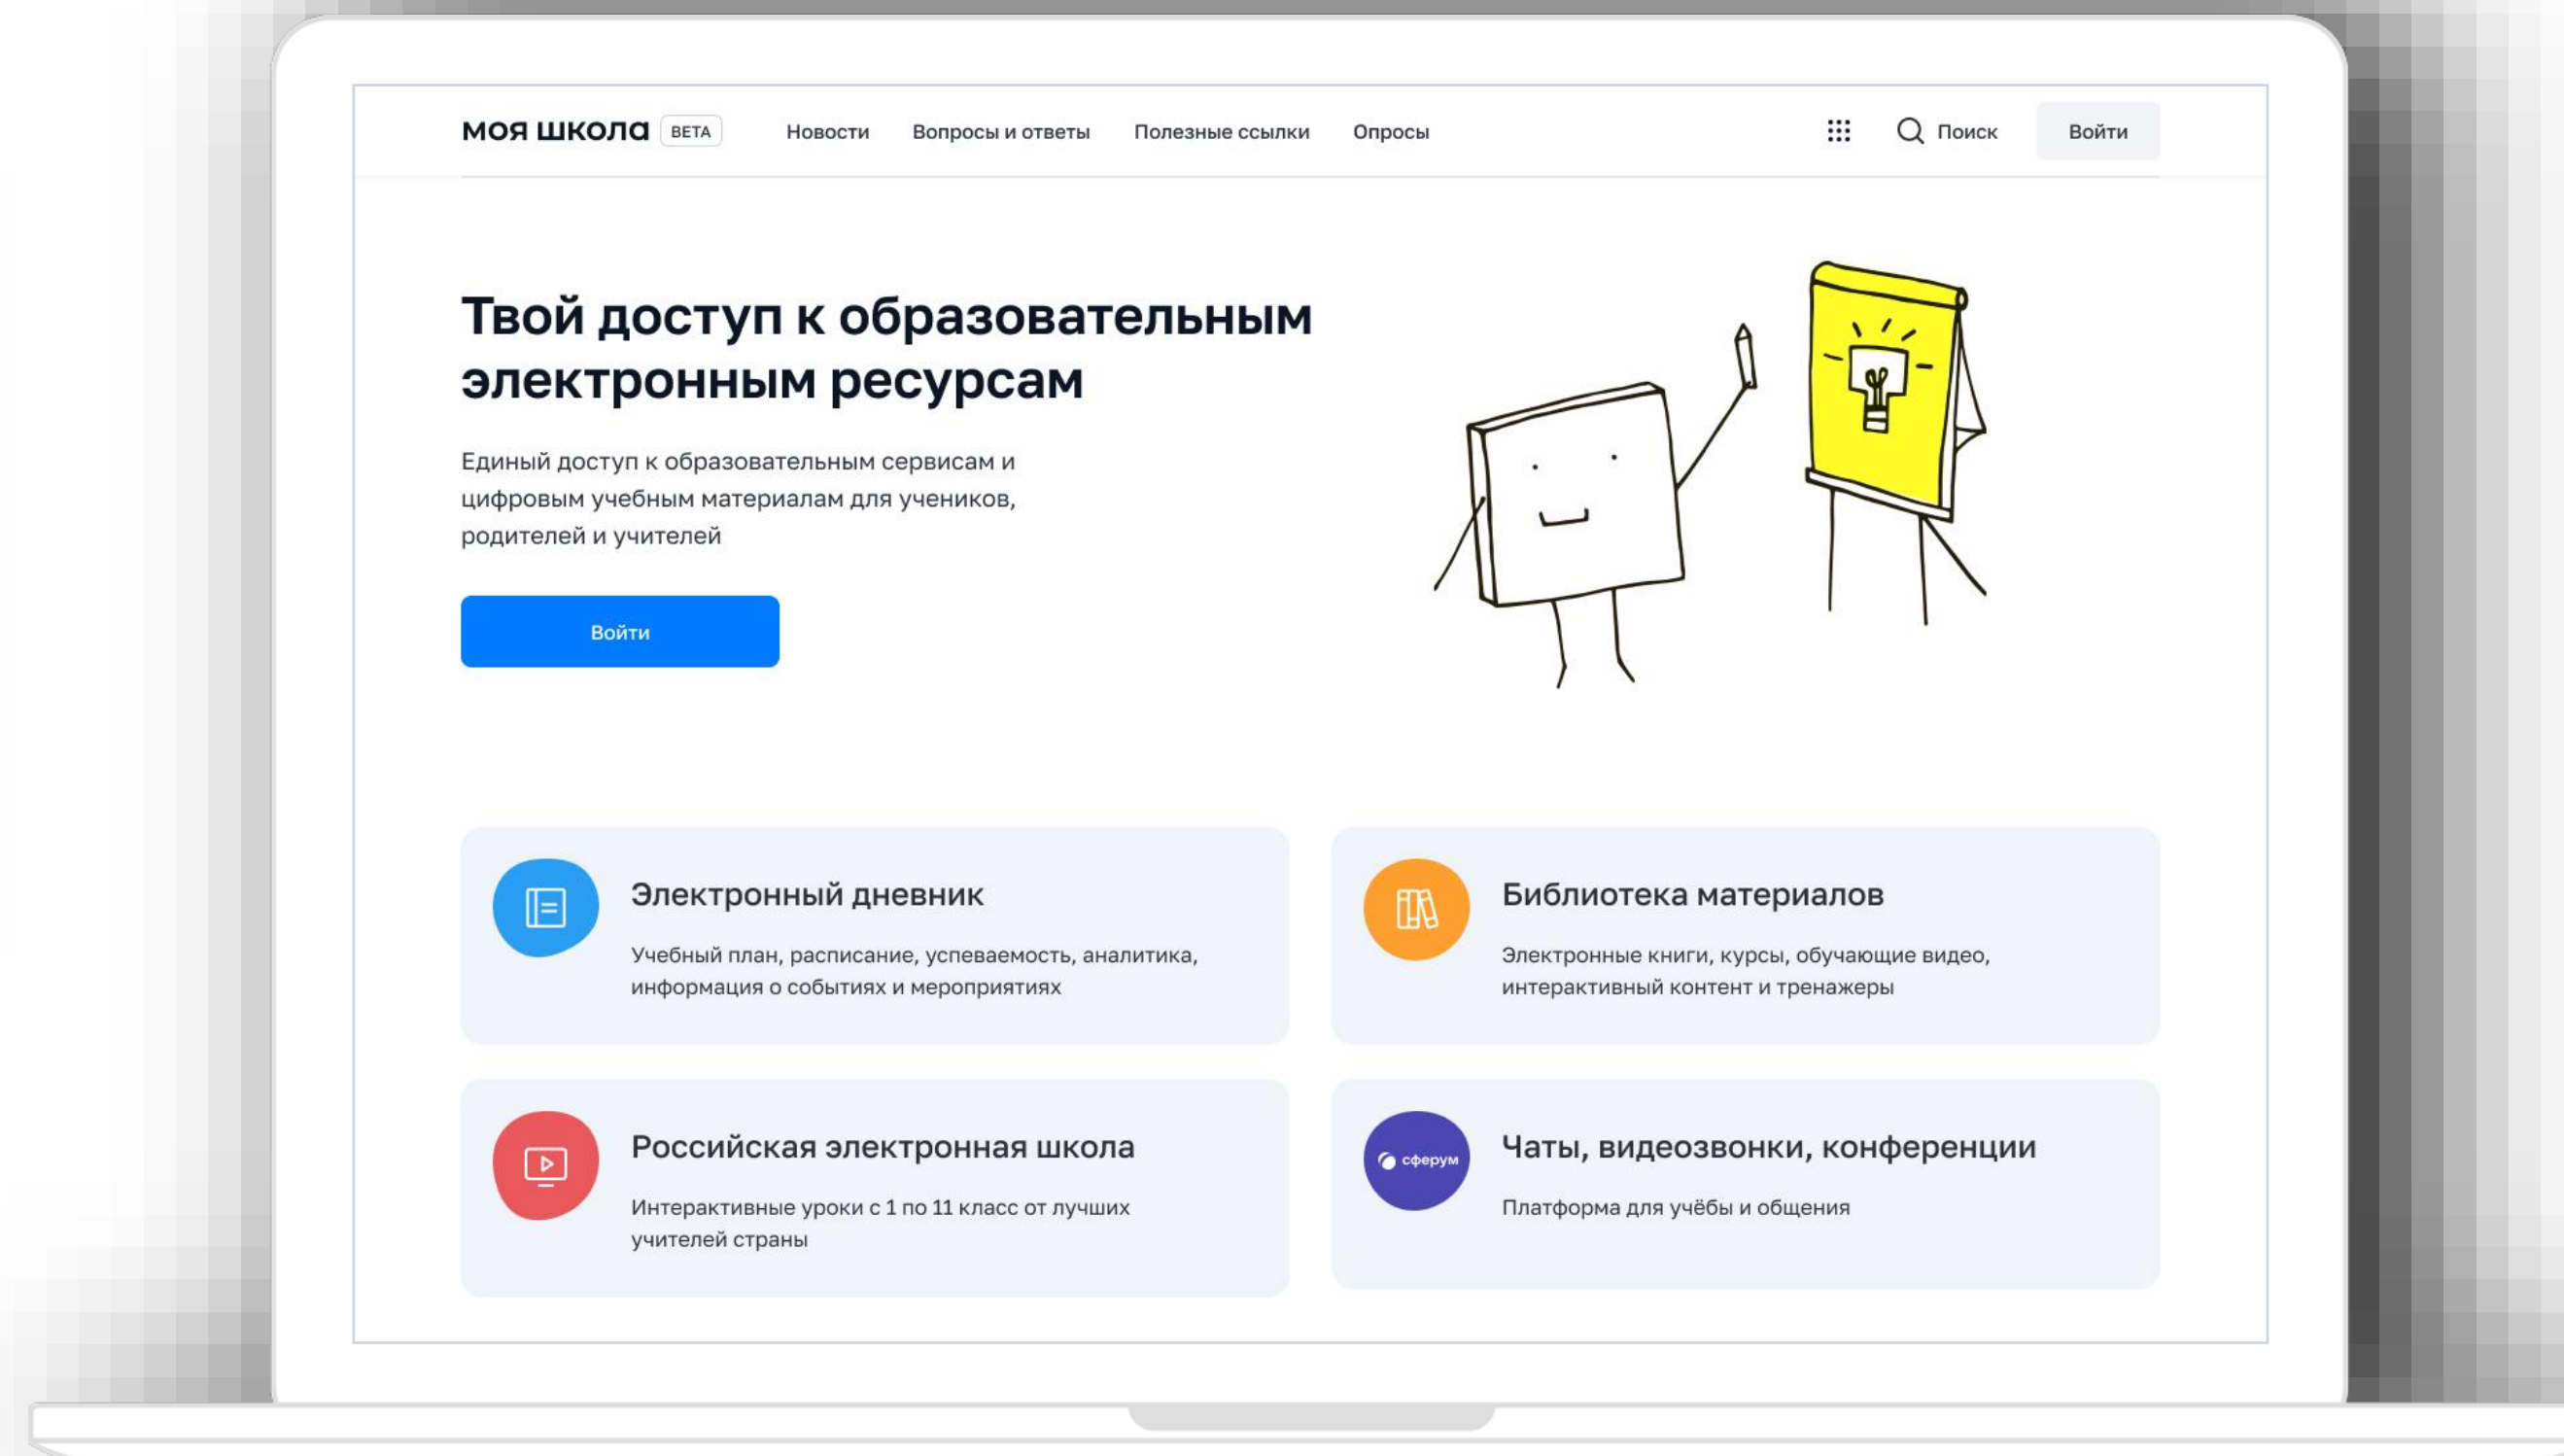 моя школа BETA Новости Вопросы и ответы Полезные ссылки Опросы Поиск Войти
Твой доступ к образовательным
электронным ресурсам
Единый доступ к образовательным сервисам и
цифровым учебным материалам для учеников,
родителей и учителей
Войти
Электронный дневник
Учебный план, расписание, успеваемость, аналитика,
информация о событиях и мероприятиях
Библиотека материалов
Электронные книги, курсы, обучающие видео,
интерактивный контент и тренажеры
Российская электронная школа
Интерактивные уроки с 1 по 11 класс от лучших
учителей страны
сферум
Чаты, видеозвонки, конференции
Платформа для учёбы и общения